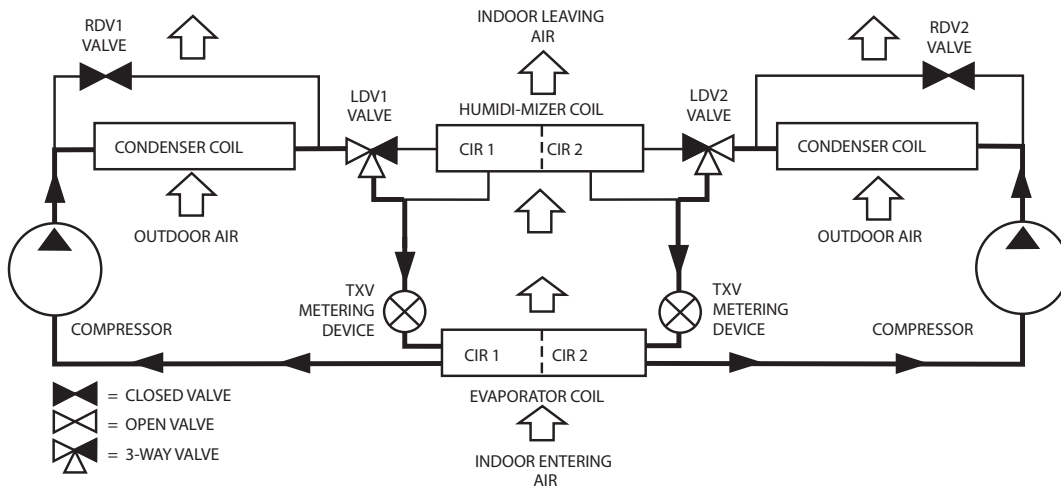 RDV1
VALVE
INDOOR LEAVING
AIR
RDV2
VALVE
LDV1
VALVE
HUMIDI-MIZER COIL
LDV2
VALVE
CONDENSER COIL
CIR 1
CIR 2
CONDENSER COIL
OUTDOOR AIR
OUTDOOR AIR
TXV
METERING
DEVICE
TXV
METERING
DEVICE
COMPRESSOR
COMPRESSOR
CIR 1
CIR 2
EVAPORATOR COIL
= CLOSED VALVE
= OPEN VALVE
= 3-WAY VALVE
INDOOR ENTERING
AIR